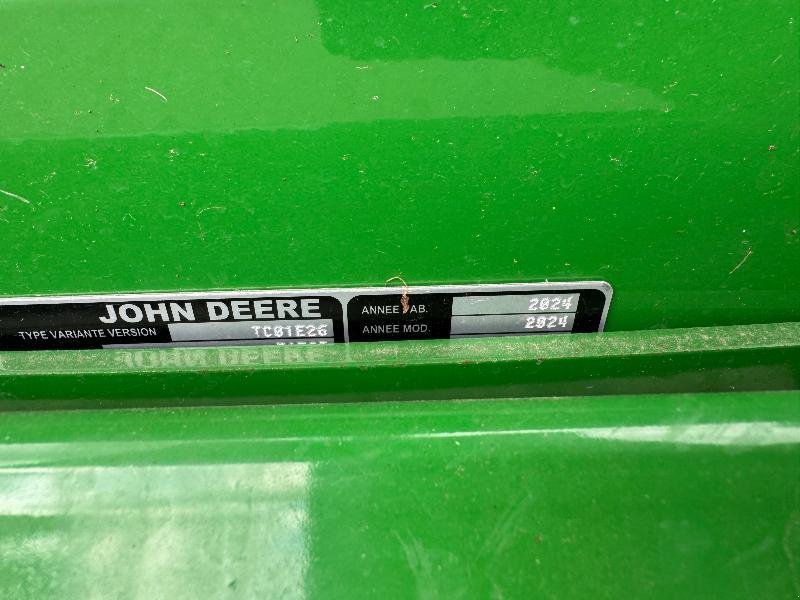 JOHN DEERE
TYPE VARIANTE VERSION TC01E26
ANNEE FAB. 2024
ANNEE MOD. 2024